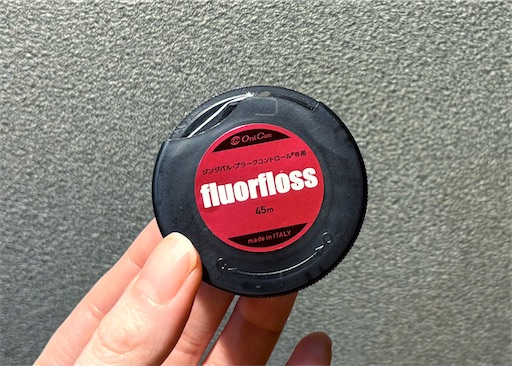 Oral Care
リンリバル・プラークコントロール®専用
fluorfloss
45m
made in ITALY